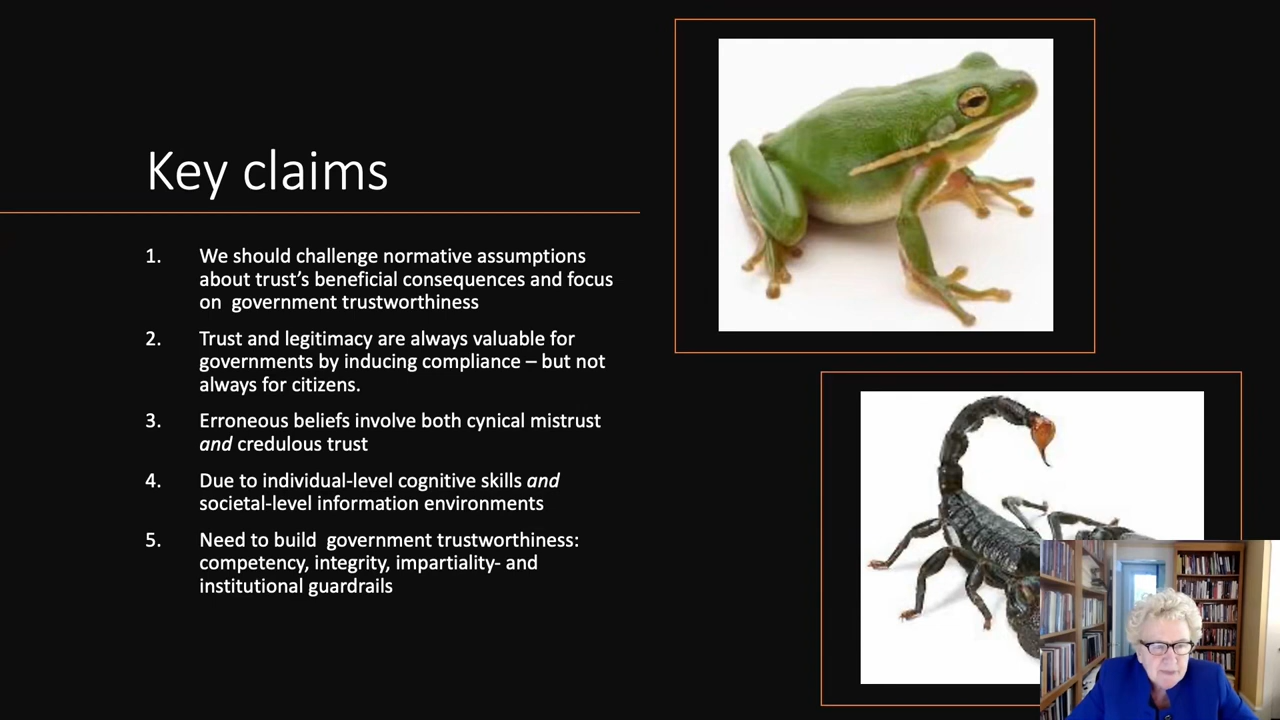 Key claims
1. We should challenge normative assumptions
about trust’s beneficial consequences and focus
on  government trustworthiness
2. Trust and legitimacy are always valuable for
governments by inducing compliance – but not
always for citizens.
3. Erroneous beliefs involve both cynical mistrust
and credulous trust
4. Due to individual-level cognitive skills and
societal-level information environments
5. Need to build  government trustworthiness:
competency, integrity, impartiality- and
institutional guardrails